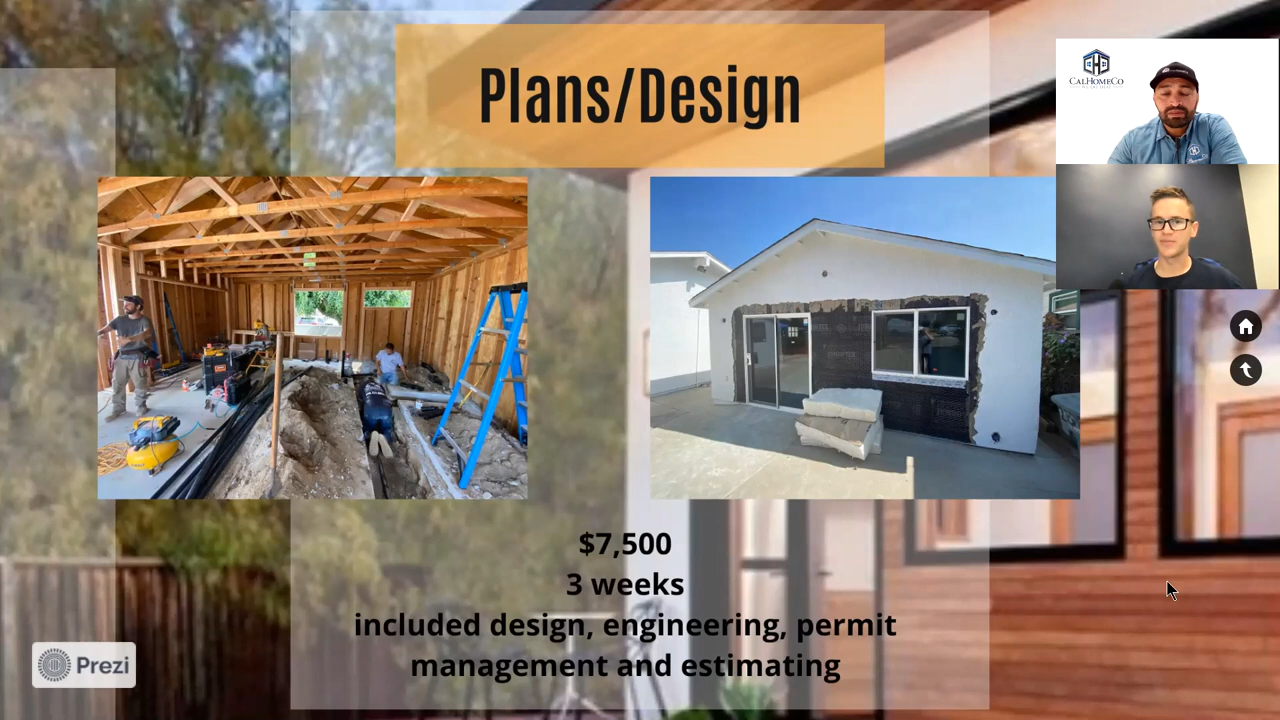 Plans/Design
CALHOMECO
$7,500
3 weeks
included design, engineering, permit
management and estimating
Prezi